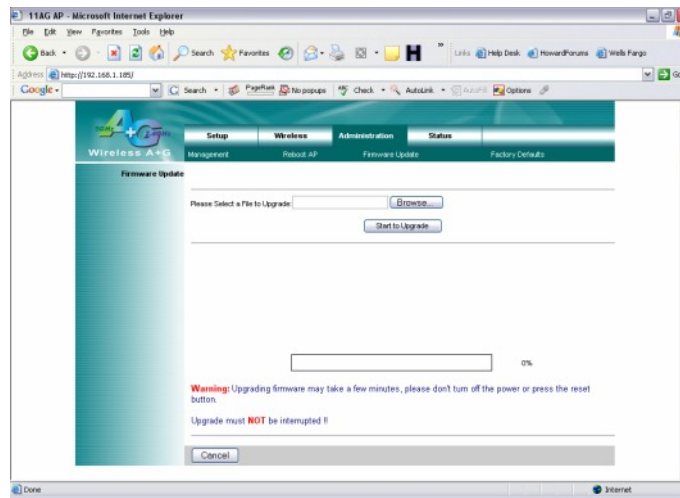 11AG AP - Microsoft Internet Explorer
File Edit View Favorites Tools Help
Back Search Favorites Links Help Desk HowardForums Wells Fargo
Address http://192.168.1.185/ Go
Google Search PageRank No popups Check AutoLink AutoFill Options
Setup Wireless Administration Status
Wireless A+G Management Reboot AP Firmware Update Factory Defaults
Firmware Update
Please Select a File to Upgrade: Browse...
Start to Upgrade
0%
Warning: Upgrading firmware may take a few minutes, please don't turn off the power or press the reset
button.
Upgrade must NOT be interrupted !!
Cancel
Done Internet